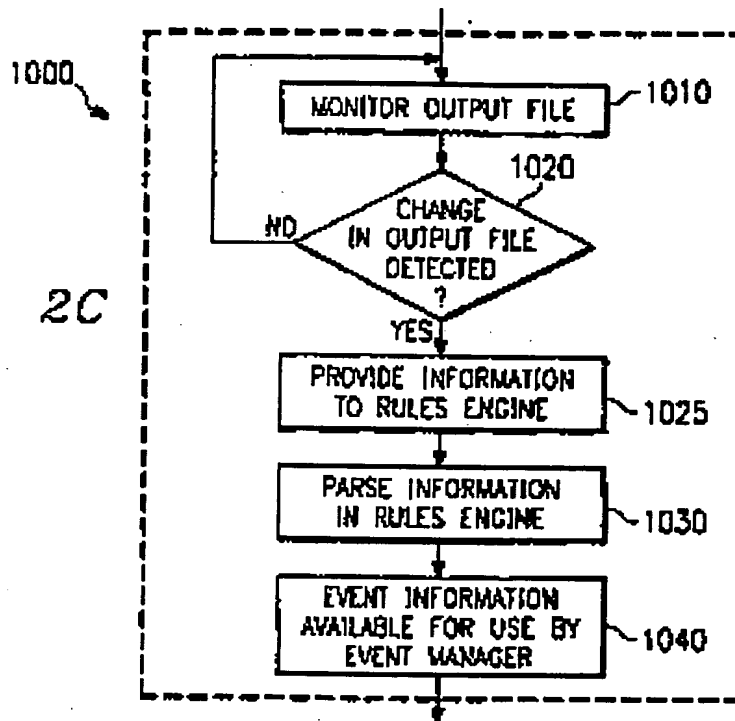 1000
MONITOR OUTPUT FILE
1010
1020
CHANGE
IN OUTPUT FILE
DETECTED
?
NO
2C
YES
PROVIDE INFORMATION
TO RULES ENGINE
1025
PARSE INFORMATION
IN RULES ENGINE
1030
EVENT INFORMATION
AVAILABLE FOR USE BY
EVENT MANAGER
1040